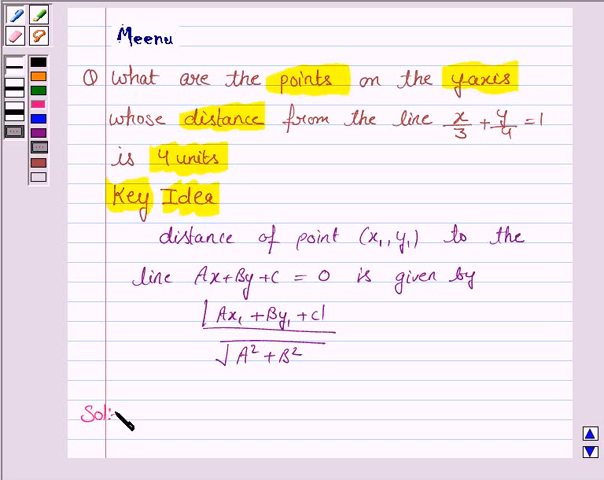 Meenu
Q What are the points on the yaxis
whose distance from the line x/3 + y/4 = 1
is 4 units
Key Idea
distance of point (x₁, y₁) to the
line Ax+By+C = 0 is given by
|Ax₁ + By₁ + C|
√A² + B²
Sol: